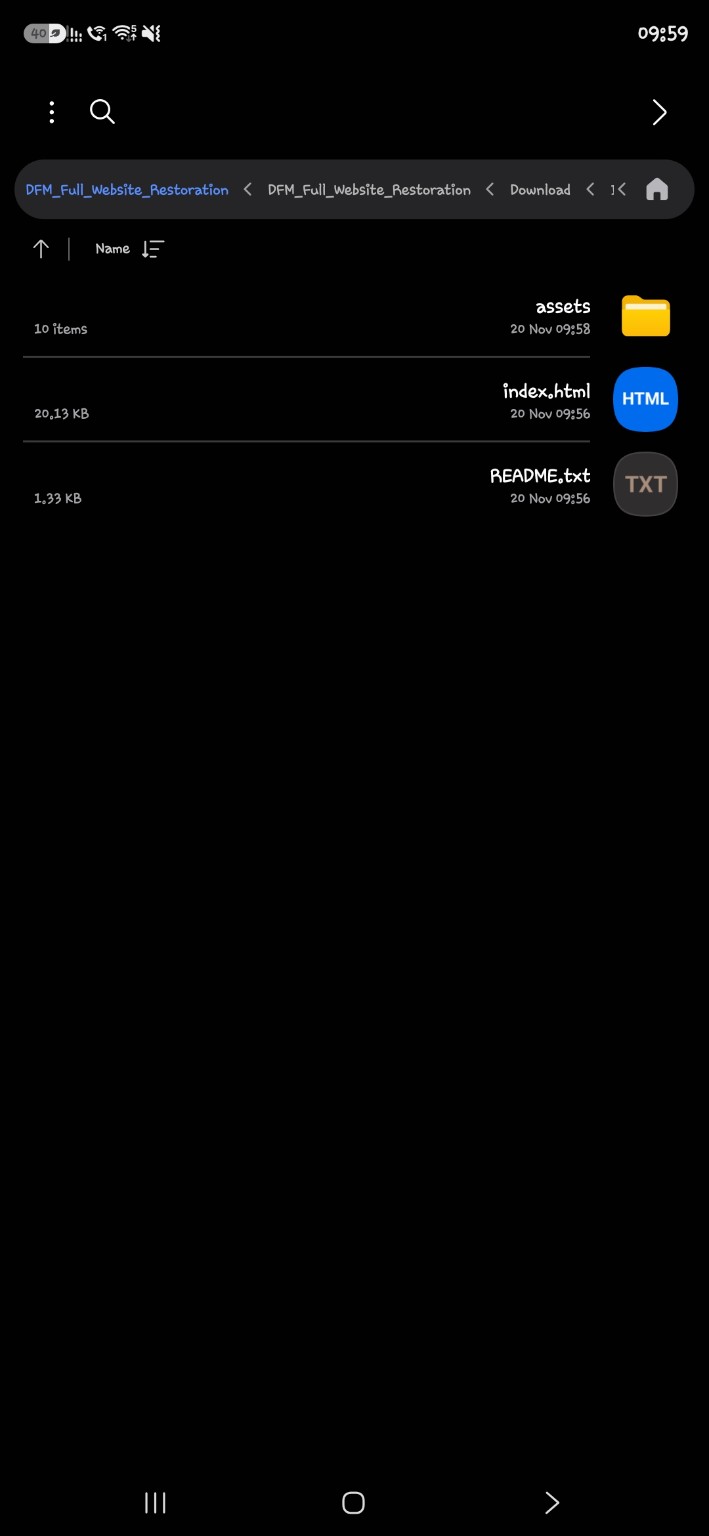 40 09:59
DFM_Full_Website_Restoration DFM_Full_Website_Restoration Download
Name
assets
10 items 20 Nov 09:58
index.html HTML
20.13 KB 20 Nov 09:56
README.txt TXT
1.33 KB 20 Nov 09:56